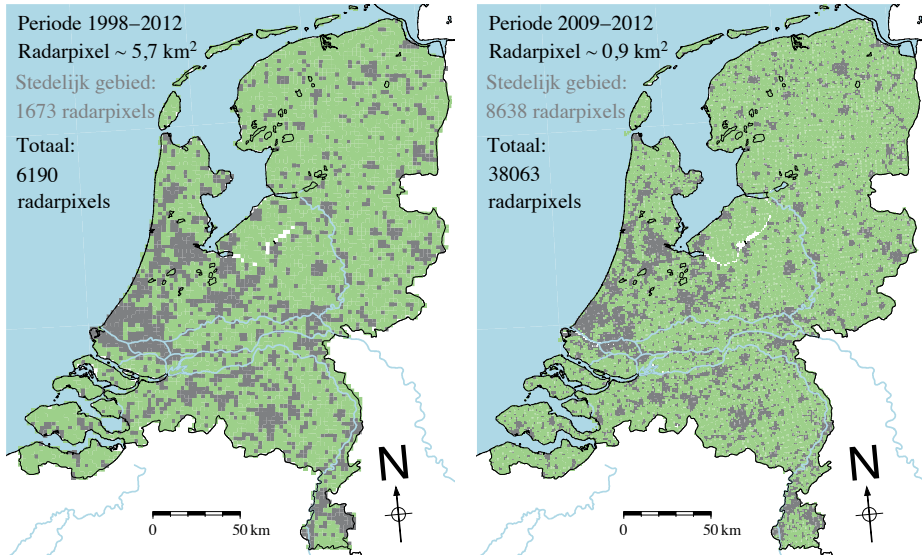 Periode 1998–2012
Radarpixel ~ 5,7 km²
Stedelijk gebied:
1673 radarpixels
Totaal:
6190
radarpixels
N
0 50 km
Periode 2009–2012
Radarpixel ~ 0,9 km²
Stedelijk gebied:
8638 radarpixels
Totaal:
38063
radarpixels
N
0 50 km